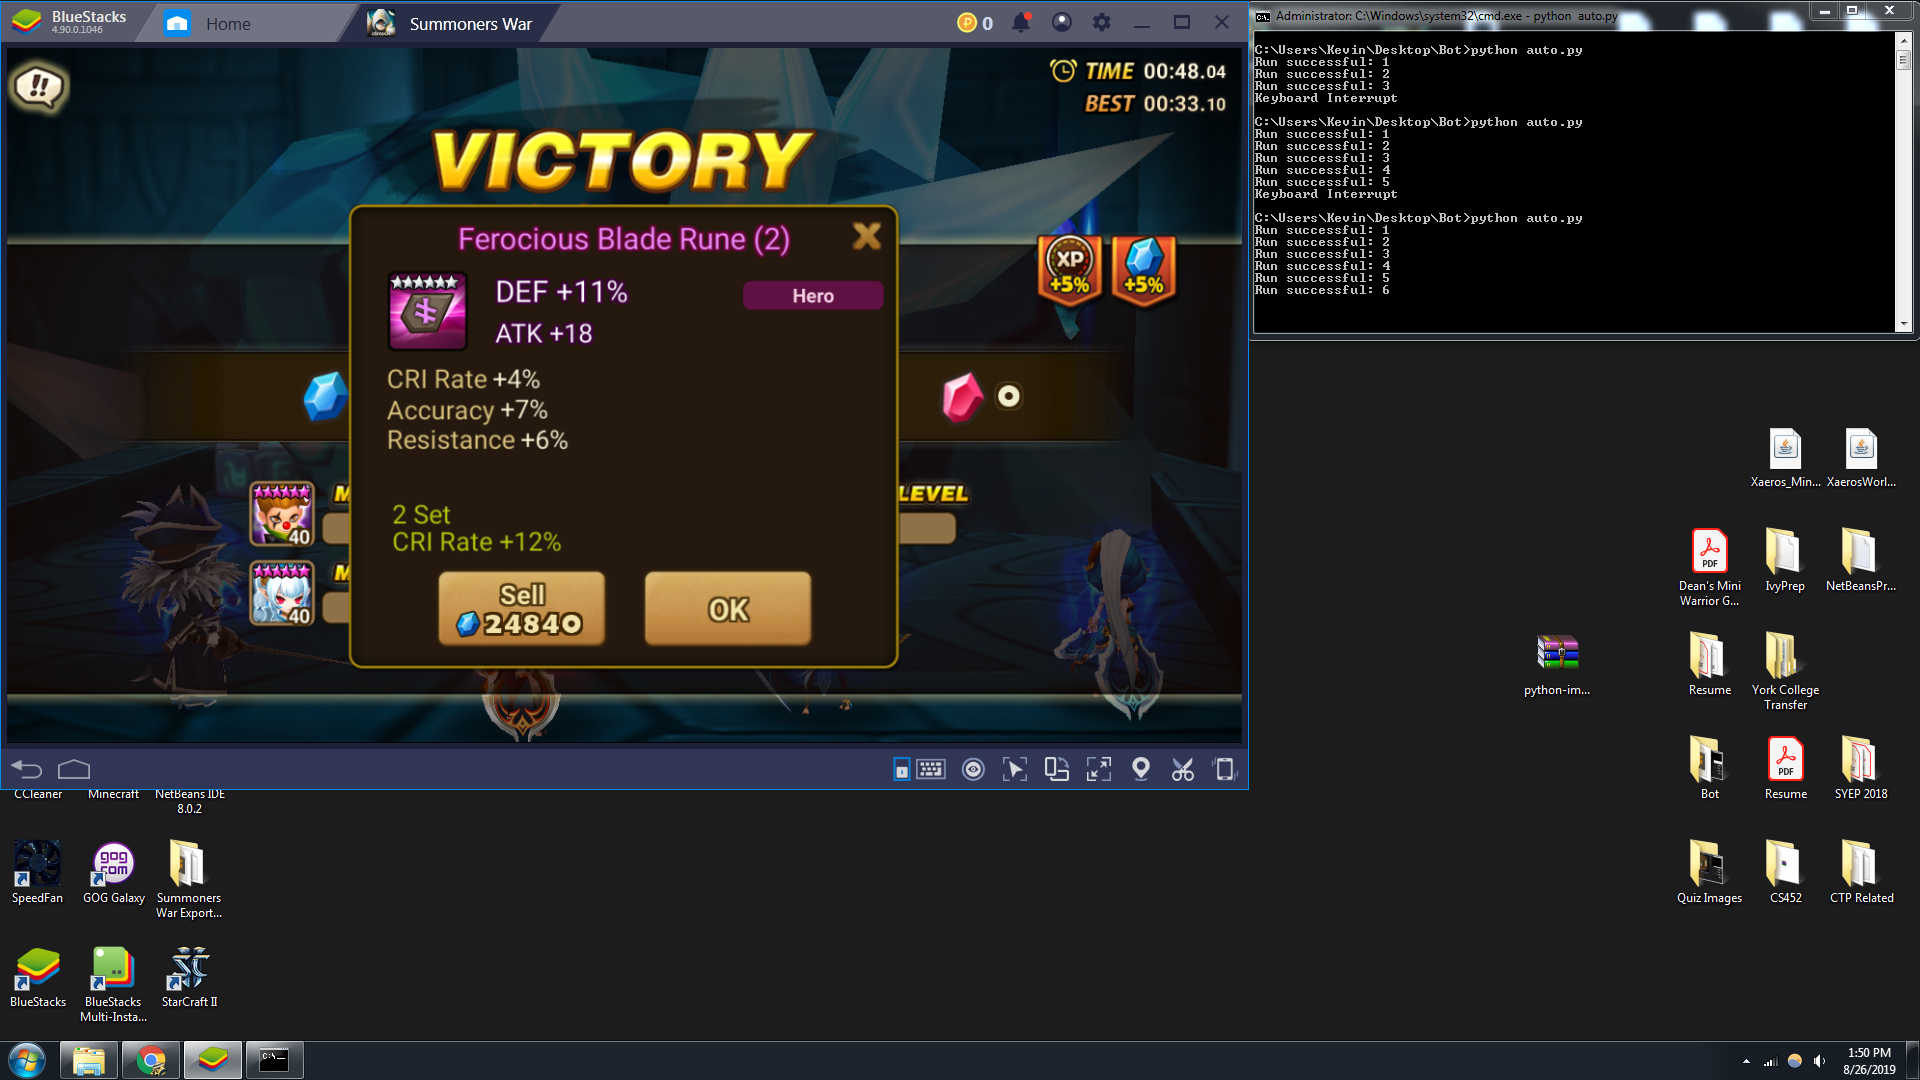 BlueStacks
4.90.0.1046
Home
Summoners War
P 0
!!
TIME 00:48.04
BEST 00:33.10
VICTORY
Ferocious Blade Rune (2)
X
DEF +11%
Hero
ATK +18
CRI Rate +4%
Accuracy +7%
Resistance +6%
2 Set
CRI Rate +12%
Sell
24840
OK
XP
+5%
+5%
M
40
M
40
LEVEL
Administrator: C:\Windows\system32\cmd.exe - python auto.py
C:\Users\Kevin\Desktop\Bot>python auto.py
Run successful: 1
Run successful: 2
Run successful: 3
Keyboard Interrupt
C:\Users\Kevin\Desktop\Bot>python auto.py
Run successful: 1
Run successful: 2
Run successful: 3
Run successful: 4
Run successful: 5
Keyboard Interrupt
C:\Users\Kevin\Desktop\Bot>python auto.py
Run successful: 1
Run successful: 2
Run successful: 3
Run successful: 4
Run successful: 5
Run successful: 6
Xaeros_Min...
XaerosWorl...
PDF
Dean's Mini
Warrior G...
IvyPrep
NetBeansPr...
python-im...
Resume
York College
Transfer
Bot
PDF
Resume
SYEP 2018
Quiz Images
CS452
CTP Related
CCleaner
Minecraft
NetBeans IDE
8.0.2
SpeedFan
gog
com
GOG Galaxy
Summoners
War Export...
BlueStacks
BlueStacks
Multi-Insta...
StarCraft II
C:\_
1:50 PM
8/26/2019